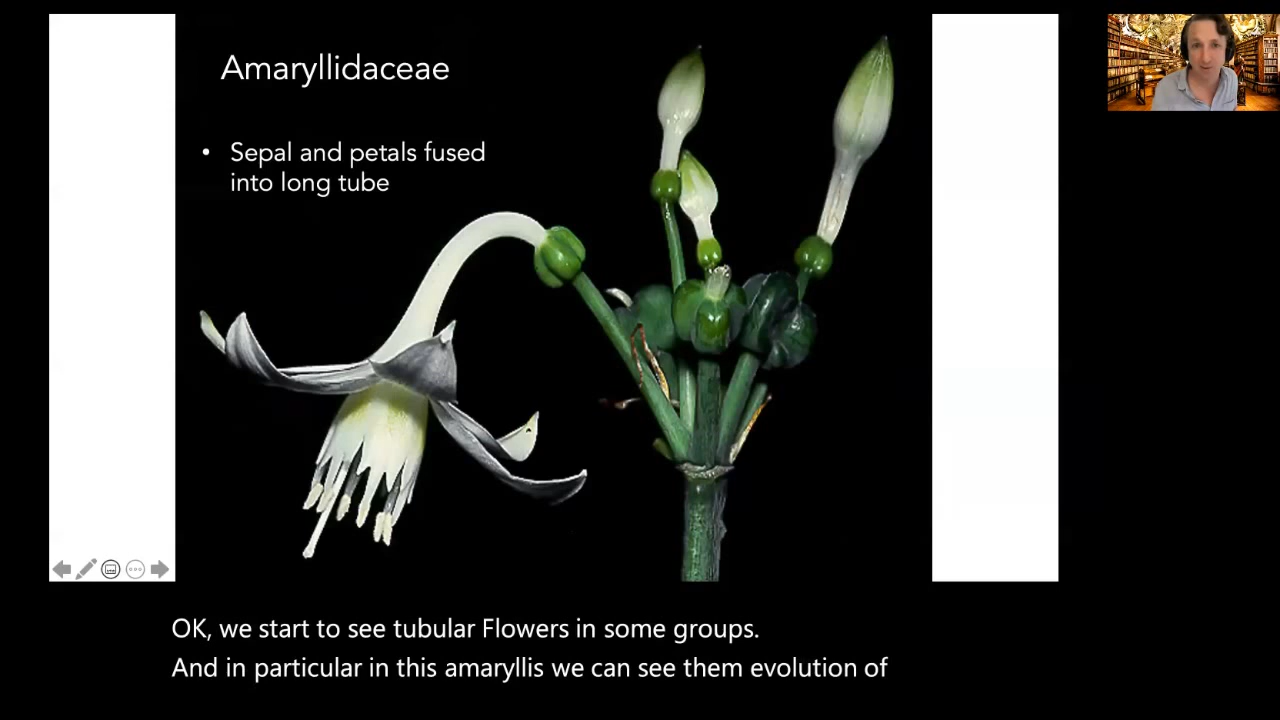 Amaryllidaceae
• Sepal and petals fused
into long tube
OK, we start to see tubular Flowers in some groups.
And in particular in this amaryllis we can see them evolution of